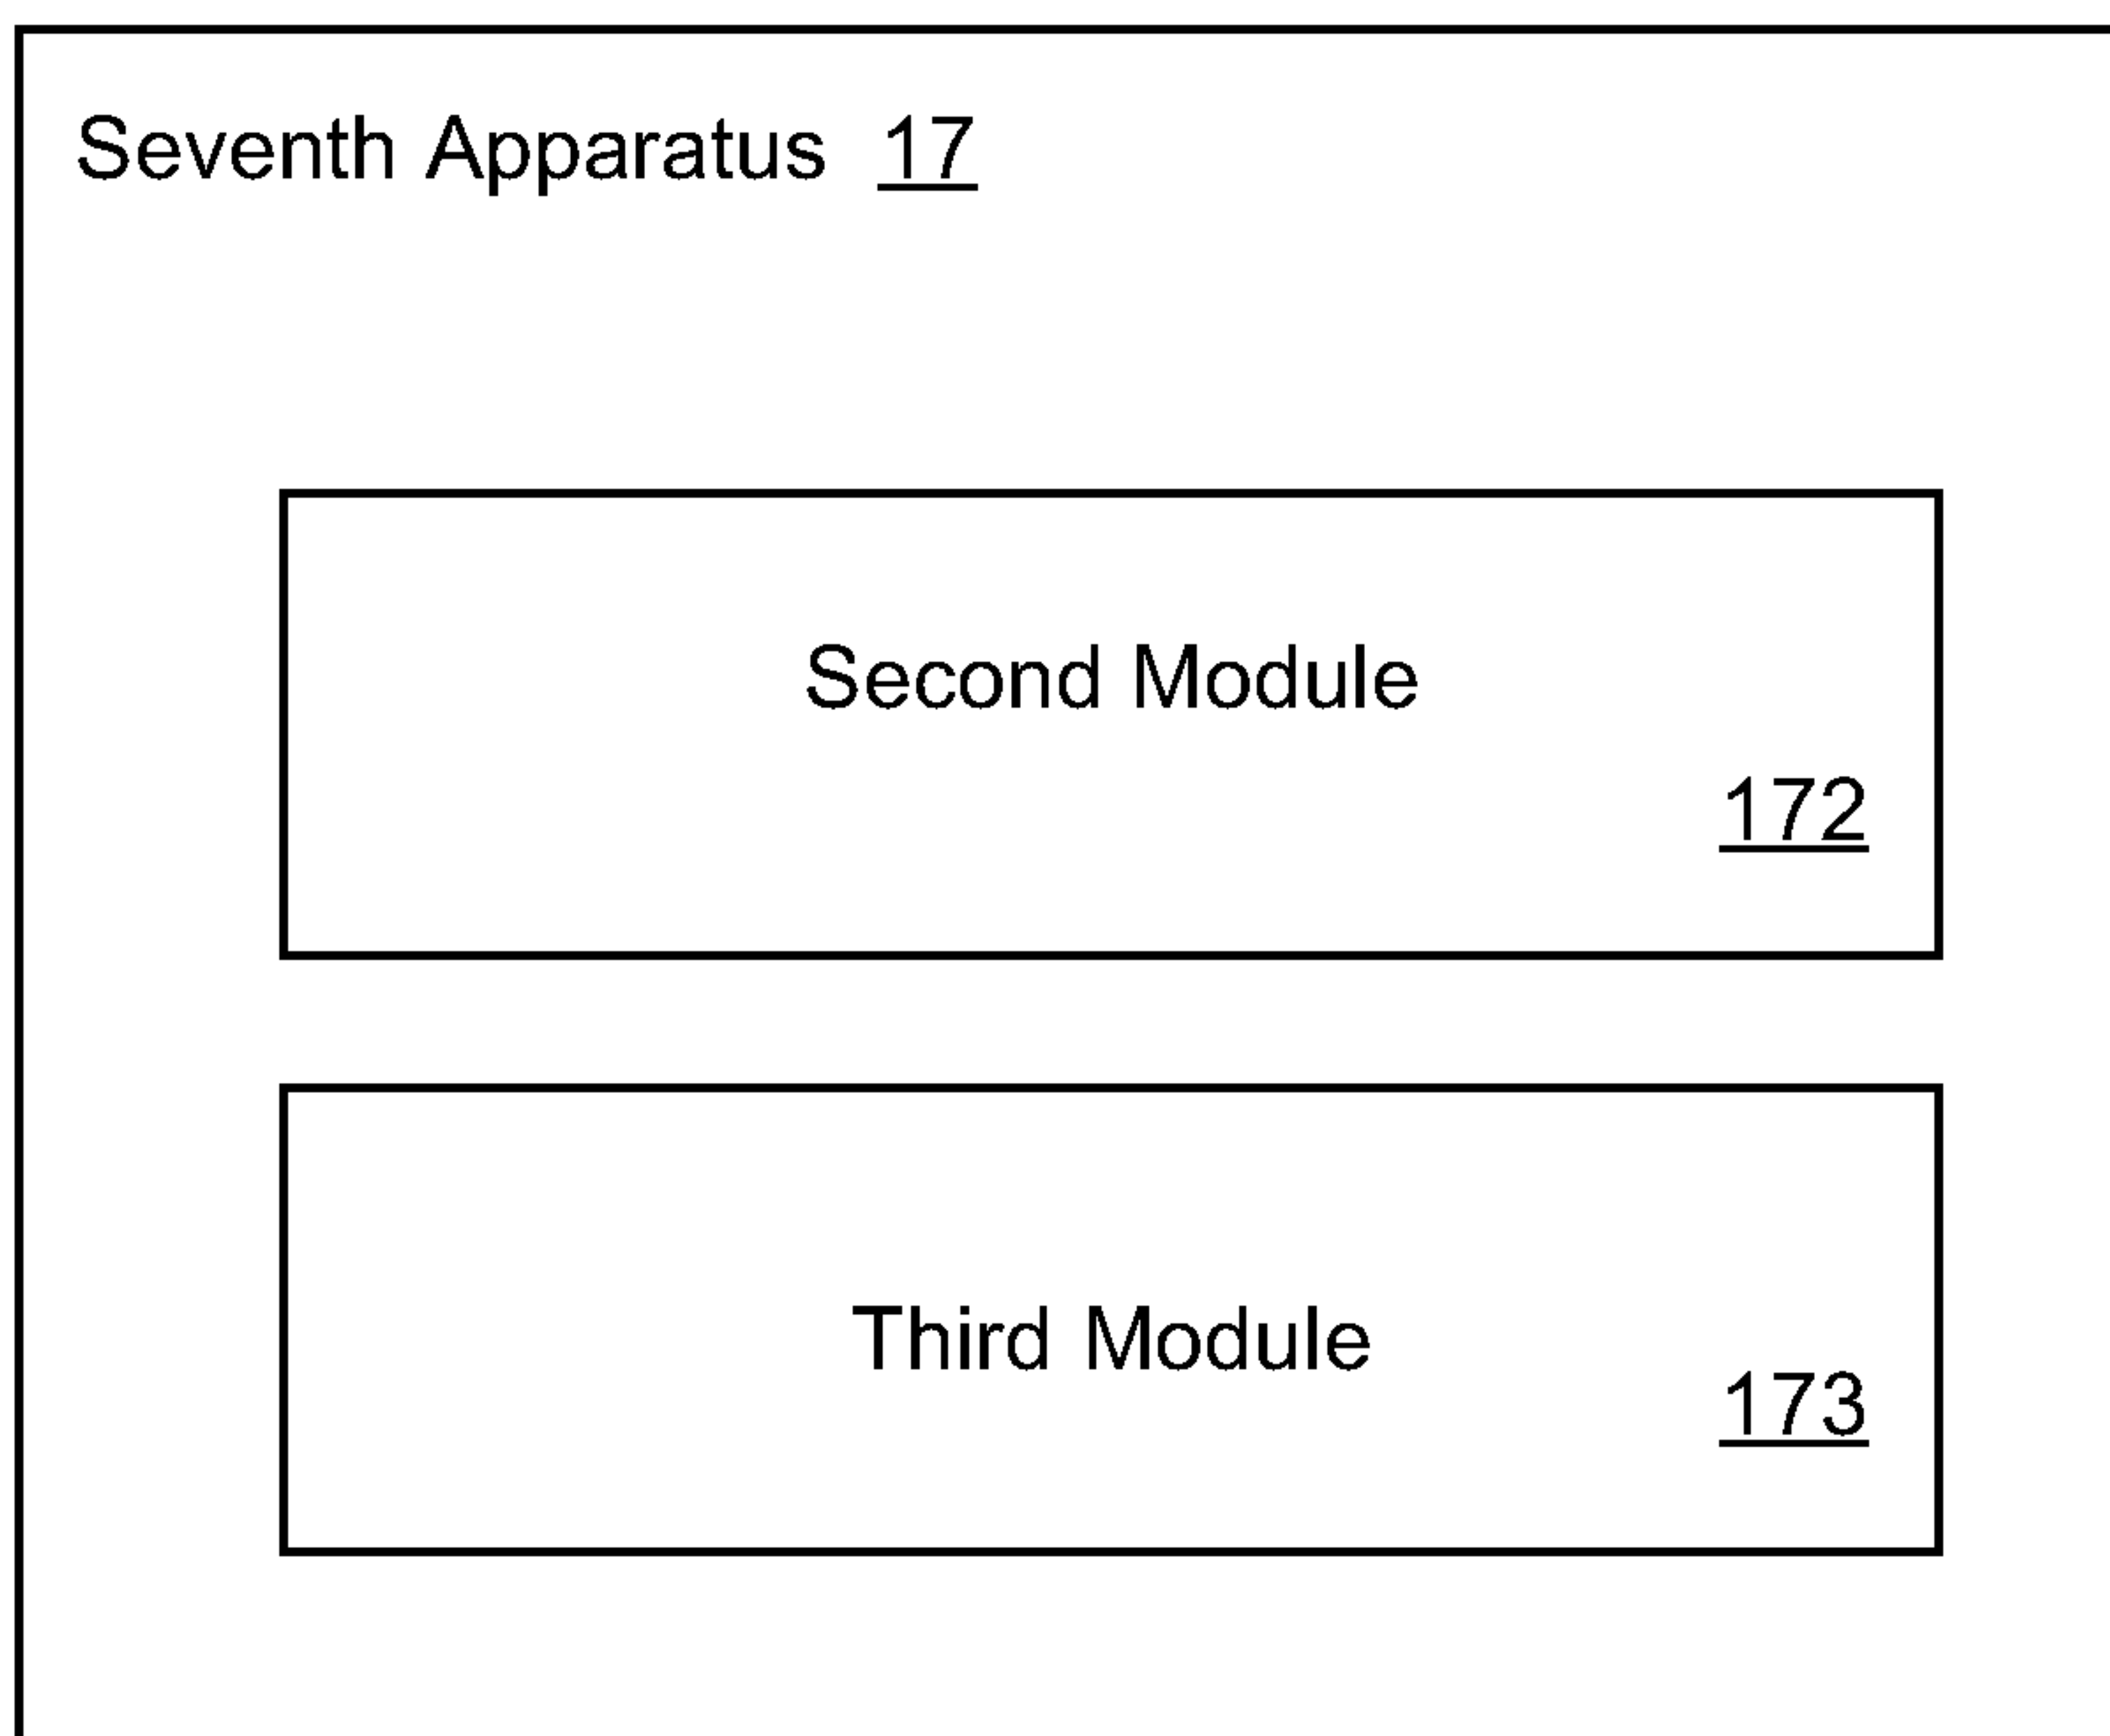 Seventh Apparatus 17
Second Module
172
Third Module
173